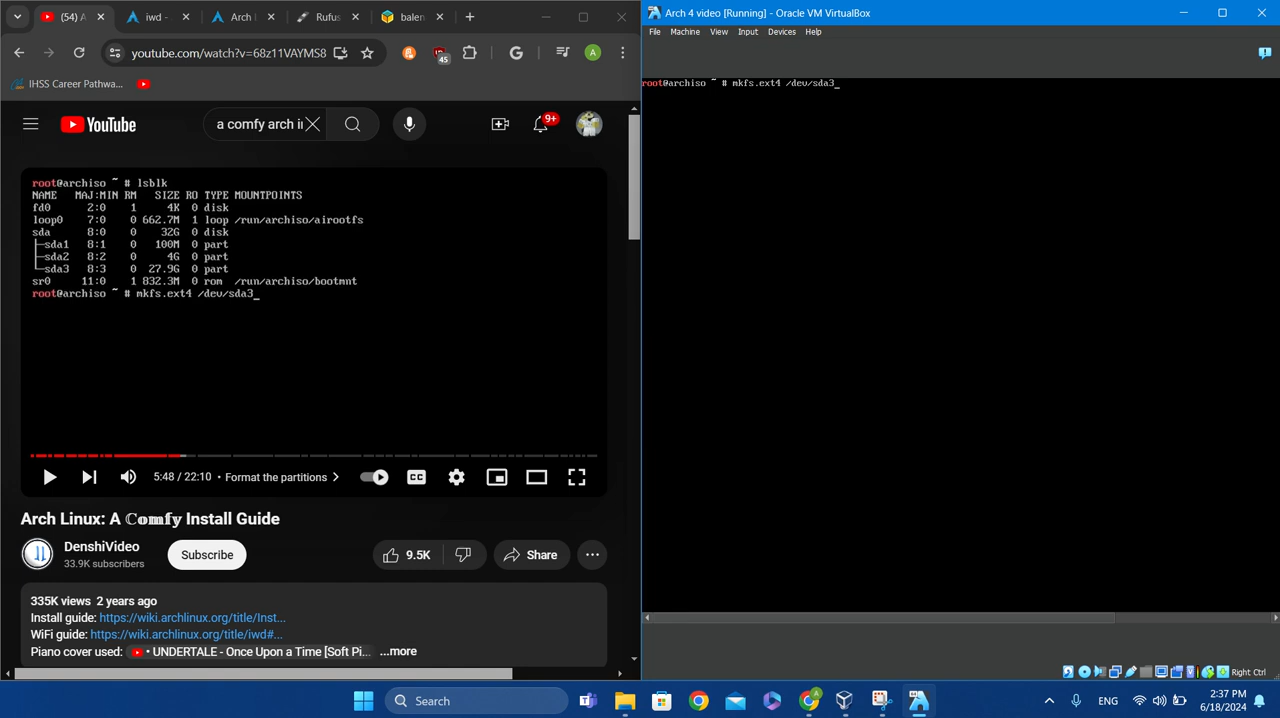 (54) A
iwd -
Arch l
Rufus
balen
youtube.com/watch?v=68z11VAYMS8
45
G
A
IHSS Career Pathwa...
YouTube
a comfy arch i
9+
root@archiso ~ # lsblk
NAME MAJ:MIN RM SIZE RO TYPE MOUNTPOINTS
fd0 2:0 1 4K 0 disk
loop0 7:0 0 662.7M 1 loop /run/archiso/airootfs
sda 8:0 0 32G 0 disk
├─sda1 8:1 0 100M 0 part
├─sda2 8:2 0 4G 0 part
└─sda3 8:3 0 27.9G 0 part
sr0 11:0 1 832.3M 0 rom /run/archiso/bootmnt
root@archiso ~ # mkfs.ext4 /dev/sda3_
5:48 / 22:10 • Format the partitions
CC
Arch Linux: A ℂ𝕠𝕞𝕗𝕪 Install Guide
DenshiVideo
33.9K subscribers
Subscribe
9.5K
Share
335K views 2 years ago
Install guide: https://wiki.archlinux.org/title/Inst...
WiFi guide: https://wiki.archlinux.org/title/iwd#...
Piano cover used: • UNDERTALE - Once Upon a Time [Soft Pi... ...more
Arch 4 video [Running] - Oracle VM VirtualBox
File Machine View Input Devices Help
root@archiso ~ # mkfs.ext4 /dev/sda3_
Right Ctrl
Search
ENG
2:37 PM
6/18/2024